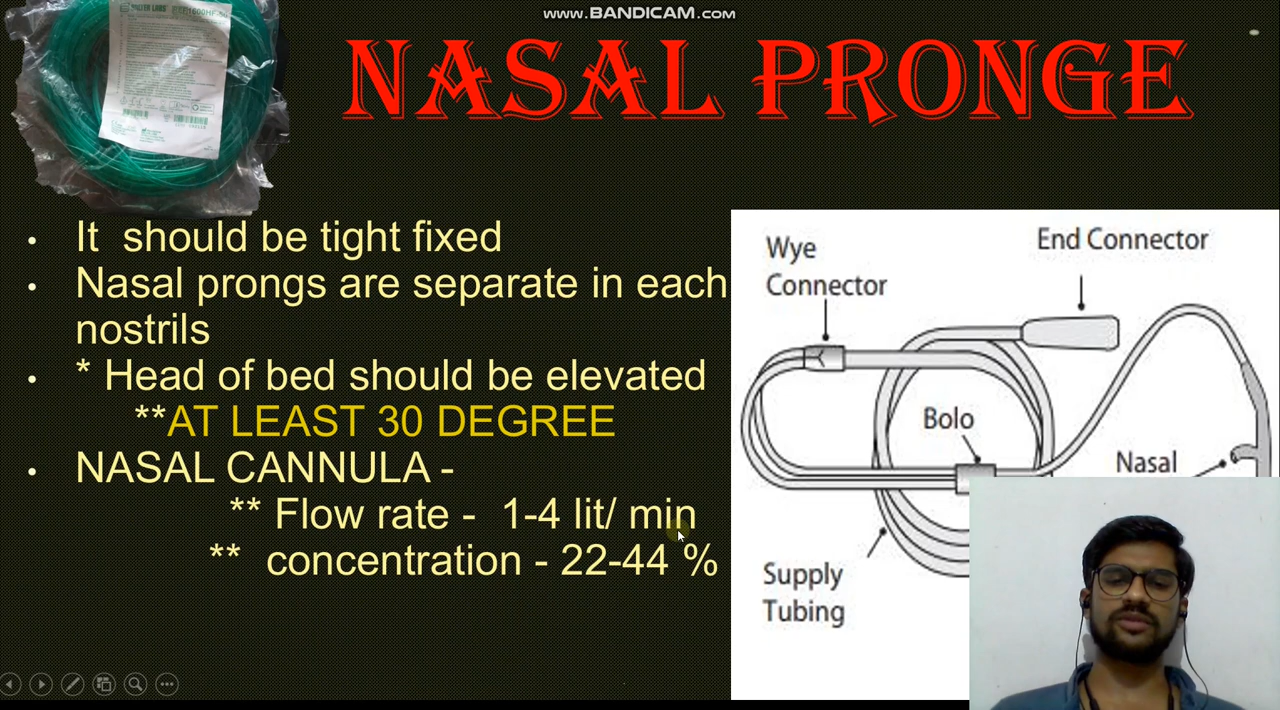 www.BANDICAM.com
NASAL PRONGE
• It should be tight fixed
• Nasal prongs are separate in each
nostrils
• * Head of bed should be elevated
**AT LEAST 30 DEGREE
• NASAL CANNULA -
** Flow rate - 1-4 lit/ min
** concentration - 22-44 %
Wye
Connector
End Connector
Bolo
Nasal
Supply
Tubing